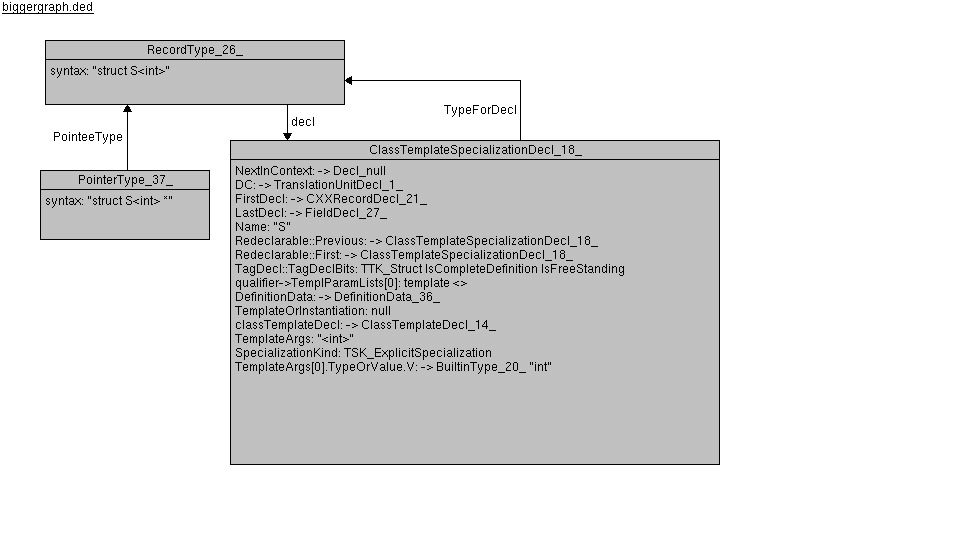 biggergraph.ded
RecordType_26_
syntax: "struct S<int>"
decl
TypeForDecl
PointeeType
PointerType_37_
syntax: "struct S<int> *"
ClassTemplateSpecializationDecl_18_
NextInContext: -> Decl_null
DC: -> TranslationUnitDecl_1_
FirstDecl: -> CXXRecordDecl_21_
LastDecl: -> FieldDecl_27_
Name: "S"
Redeclarable::Previous: -> ClassTemplateSpecializationDecl_18_
Redeclarable::First: -> ClassTemplateSpecializationDecl_18_
TagDecl::TagDeclBits: TTK_Struct IsCompleteDefinition IsFreeStanding
qualifier->TemplParamLists[0]: template <>
DefinitionData: -> DefinitionData_36_
TemplateOrInstantiation: null
classTemplateDecl: -> ClassTemplateDecl_14_
TemplateArgs: "<int>"
SpecializationKind: TSK_ExplicitSpecialization
TemplateArgs[0].TypeOrValue.V: -> BuiltinType_20_ "int"